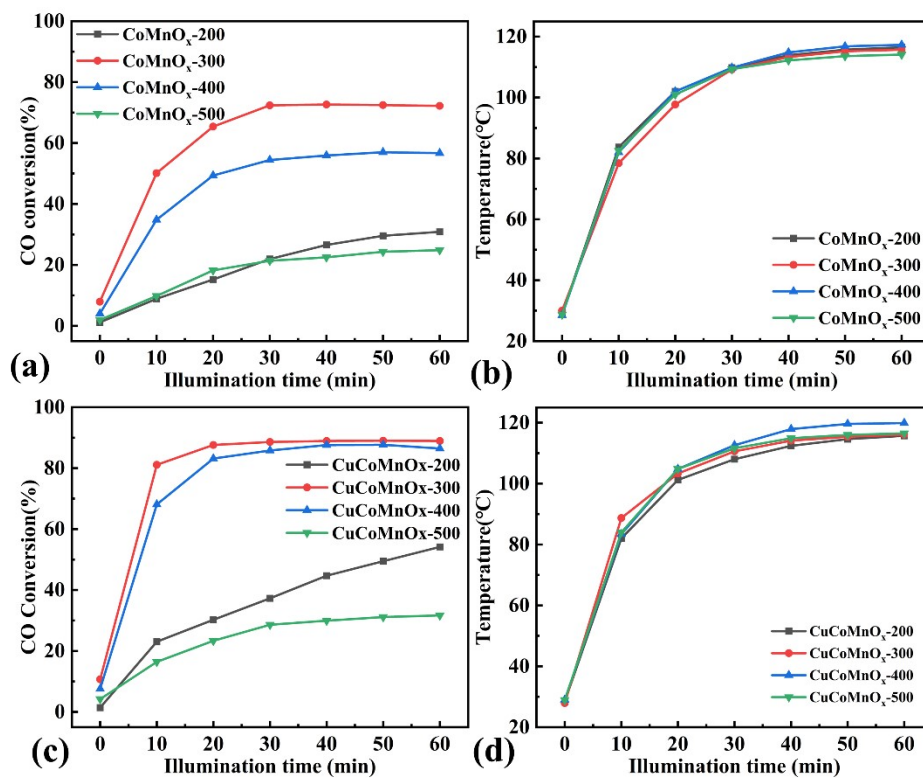 CO conversion(%)
100
80
60
40
20
0
CoMnOₓ-200
CoMnOₓ-300
CoMnOₓ-400
CoMnOₓ-500
0 10 20 30 40 50 60
(a)
Illumination time (min)
Temperature(°C)
120
100
80
60
40
20
CoMnOₓ-200
CoMnOₓ-300
CoMnOₓ-400
CoMnOₓ-500
0 10 20 30 40 50 60
(b)
Illumination time (min)
CO Conversion(%)
100
80
60
40
20
0
CuCoMnOx-200
CuCoMnOx-300
CuCoMnOx-400
CuCoMnOx-500
0 10 20 30 40 50 60
(c)
Illumination time (min)
Temperature(°C)
120
100
80
60
40
20
CuCoMnOₓ-200
CuCoMnOₓ-300
CuCoMnOₓ-400
CuCoMnOₓ-500
0 10 20 30 40 50 60
(d)
Illumination time (min)